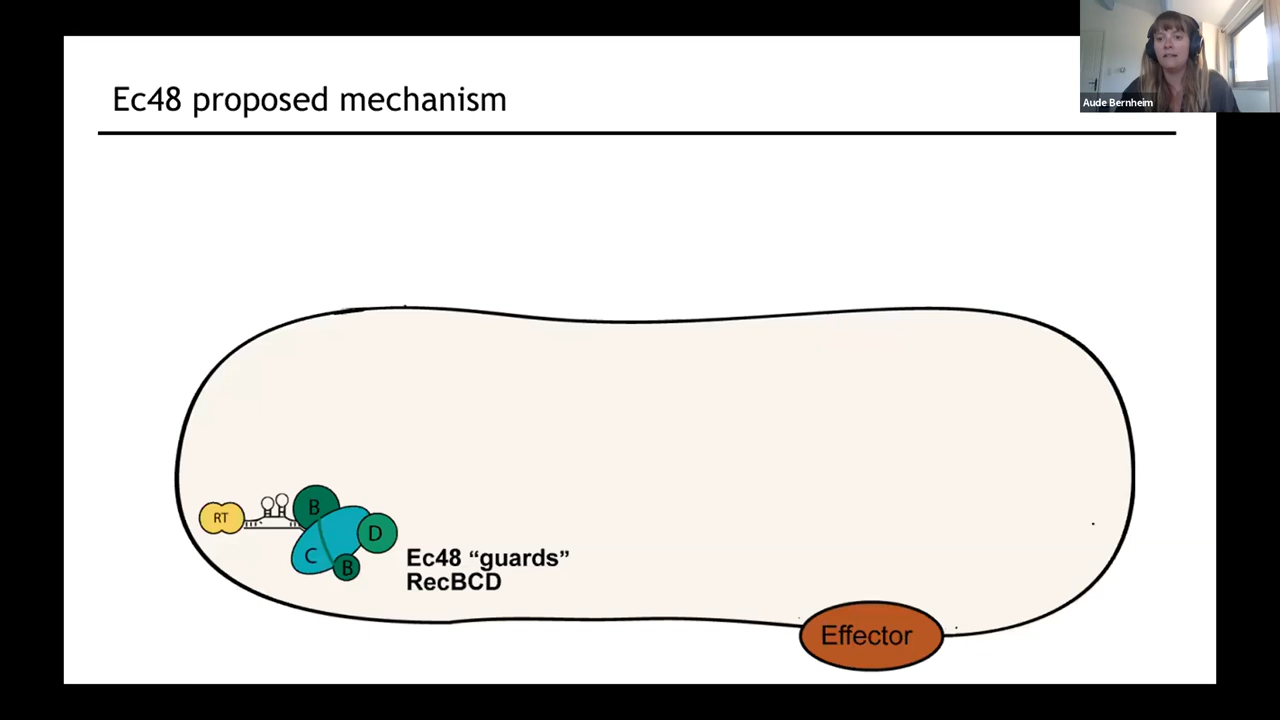 Ec48 proposed mechanism
Aude Bernheim
RT
B
D
C
B
Ec48 “guards”
RecBCD
Effector